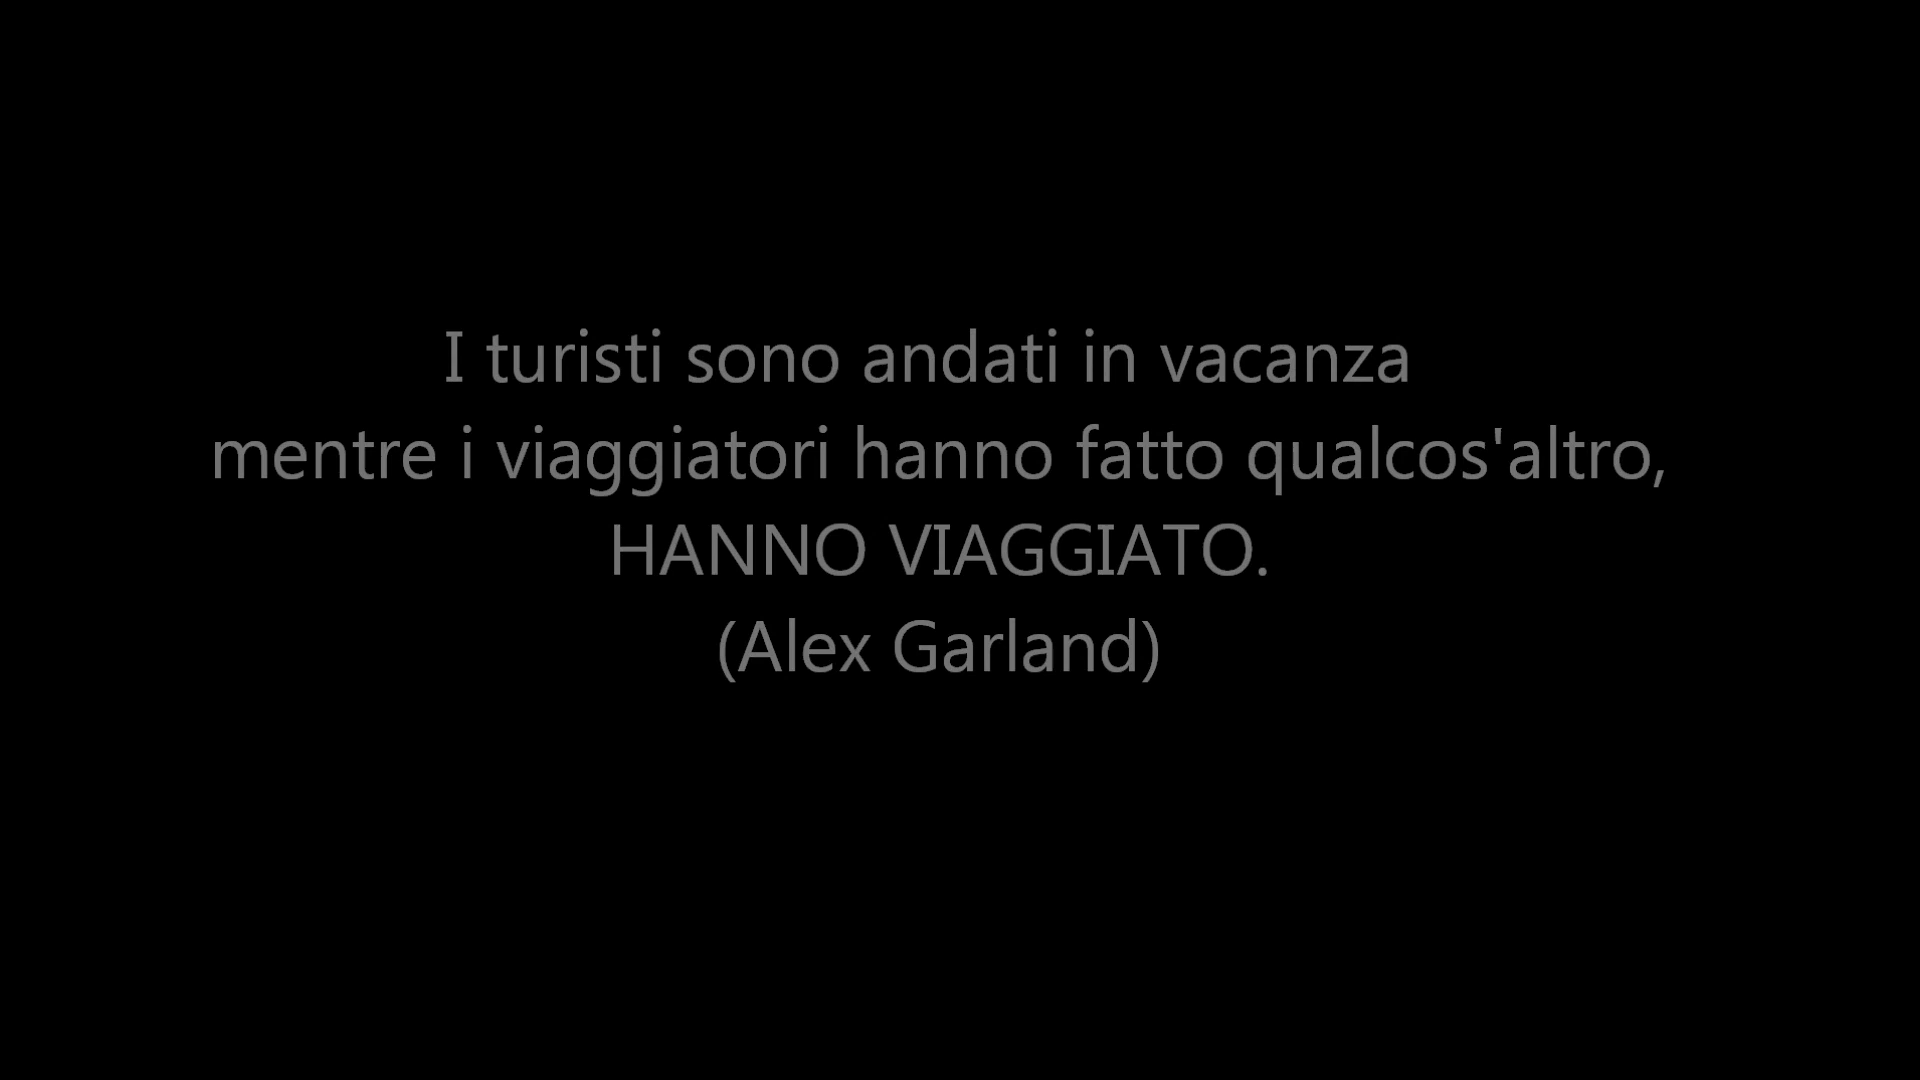 I turisti sono andati in vacanza
mentre i viaggiatori hanno fatto qualcos'altro,
HANNO VIAGGIATO.
(Alex Garland)